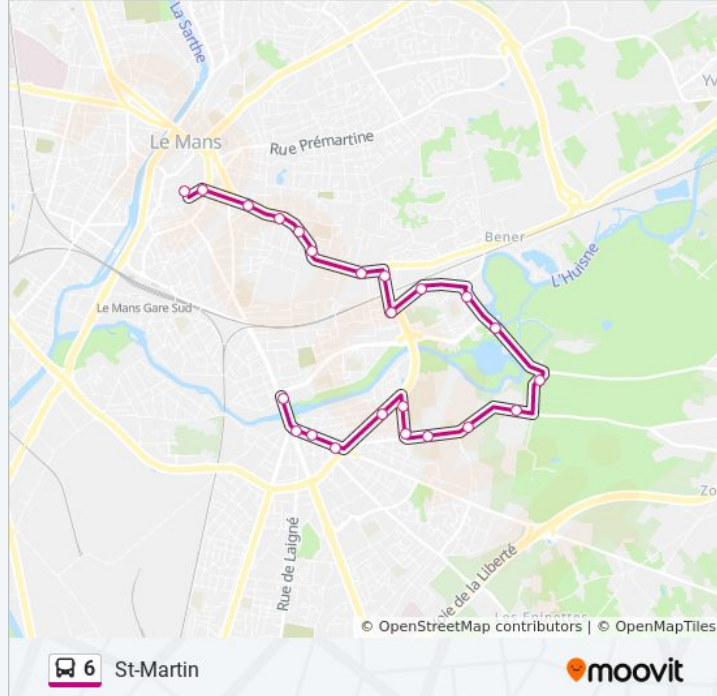 La Sarthe
Le Mans
Rue Prémartine
Yv
Bener
L'Huisne
Le Mans Gare Sud
Zo
Rue de Laigné
ole de la Liberté
Les Epinettes
© OpenStreetMap contributors | © OpenMapTiles
6 St-Martin
moovit